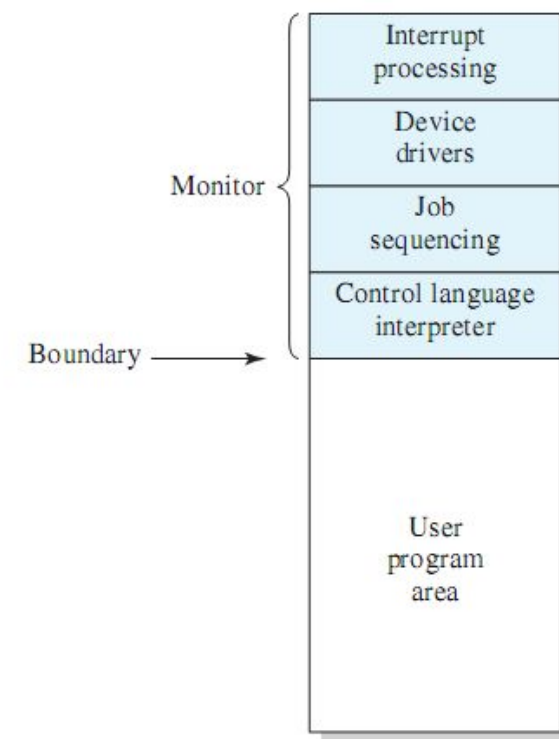 Interrupt
processing
Device
drivers
Monitor
Job
sequencing
Control language
interpreter
Boundary
User
program
area